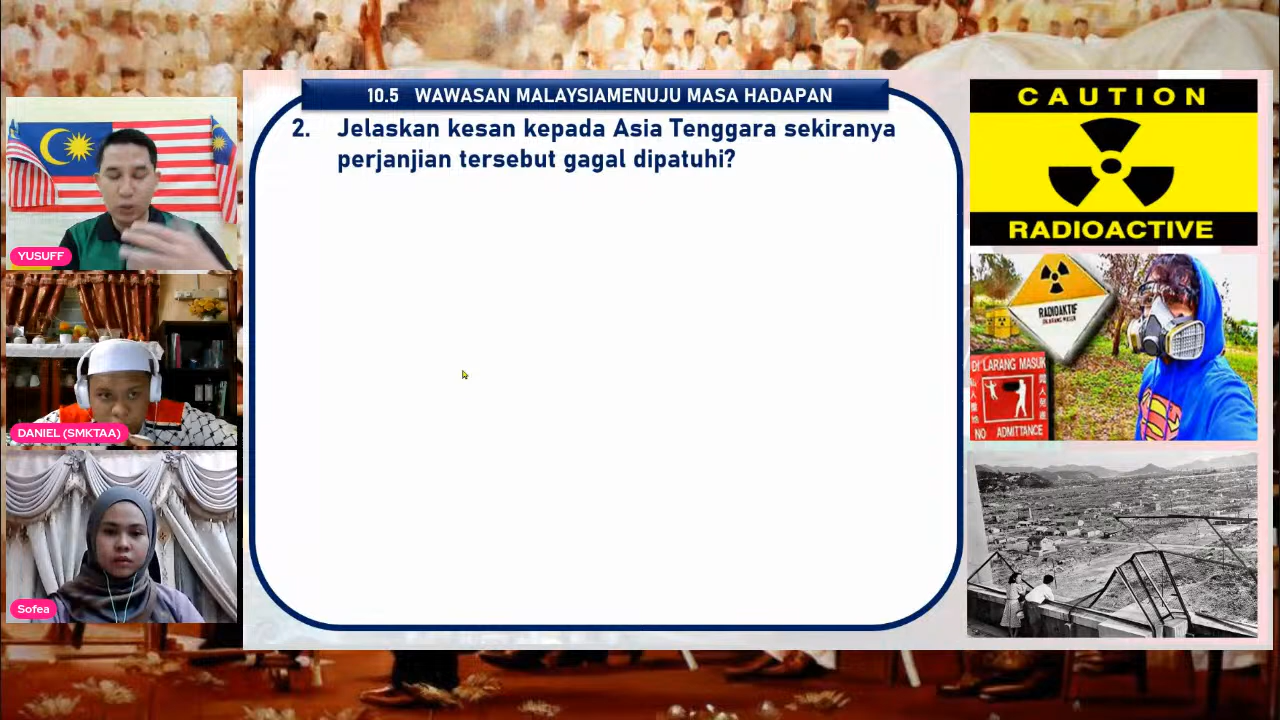 10.5 WAWASAN MALAYSIAMENUJU MASA HADAPAN
2. Jelaskan kesan kepada Asia Tenggara sekiranya
perjanjian tersebut gagal dipatuhi?
YUSUFF
DANIEL (SMKTAA)
Sofea
CAUTION
RADIOACTIVE
RADIOAKTIF
DI LARANG MASUK
NO ADMITTANCE